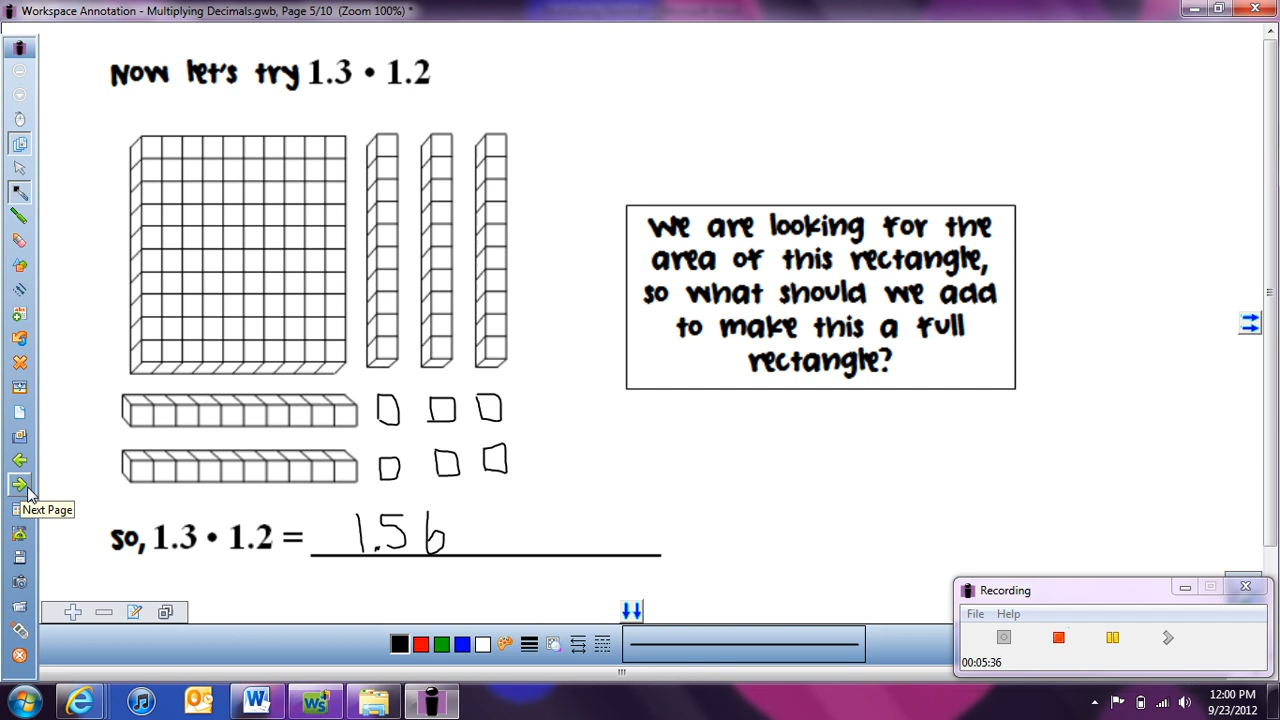 Workspace Annotation - Multiplying Decimals.gwb, Page 5/10 (Zoom 100%) *
Now let's try 1.3 • 1.2
We are looking for the
area of this rectangle,
so what should we add
to make this a full
rectangle?
Next Page
so, 1.3 • 1.2 = 1.56
Recording
File Help
00:05:36
12:00 PM
9/23/2012